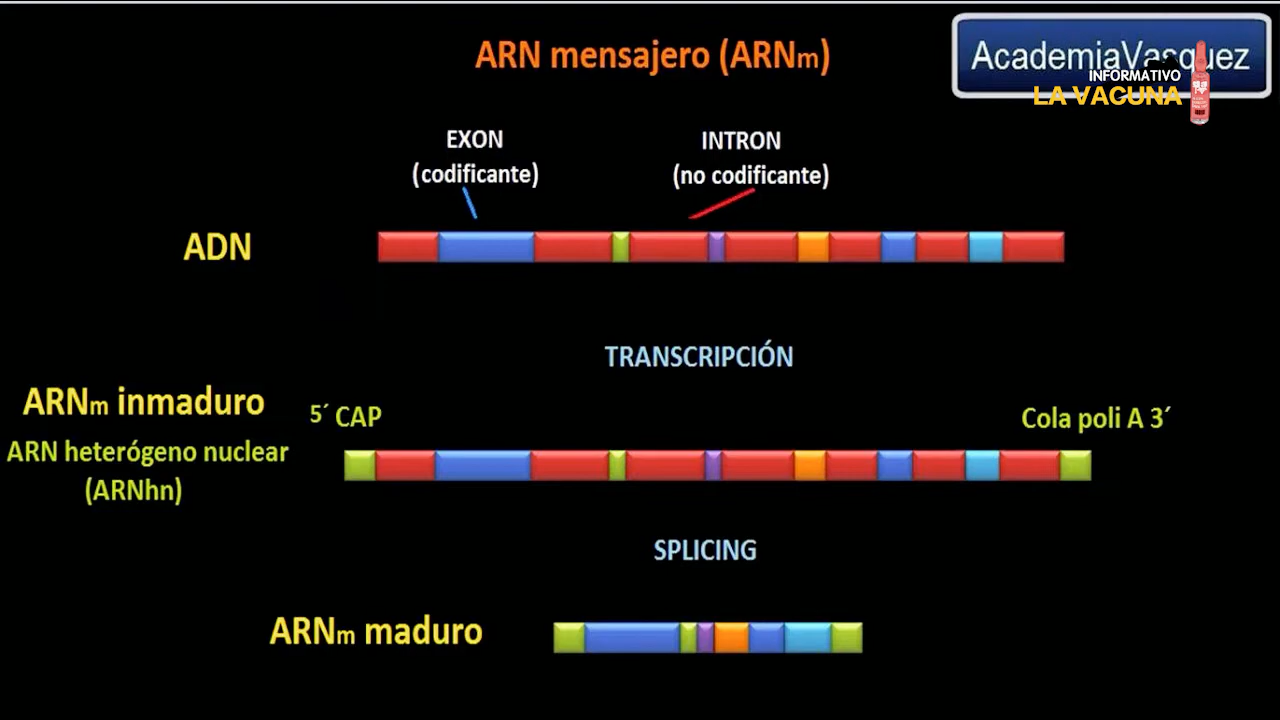 ARN mensajero (ARNm)
AcademiaVasquez
INFORMATIVO
LA VACUNA
EXON
(codificante)
INTRON
(no codificante)
ADN
TRANSCRIPCIÓN
ARNm inmaduro
5´ CAP
Cola poli A 3´
ARN heterógeno nuclear
(ARNhn)
SPLICING
ARNm maduro